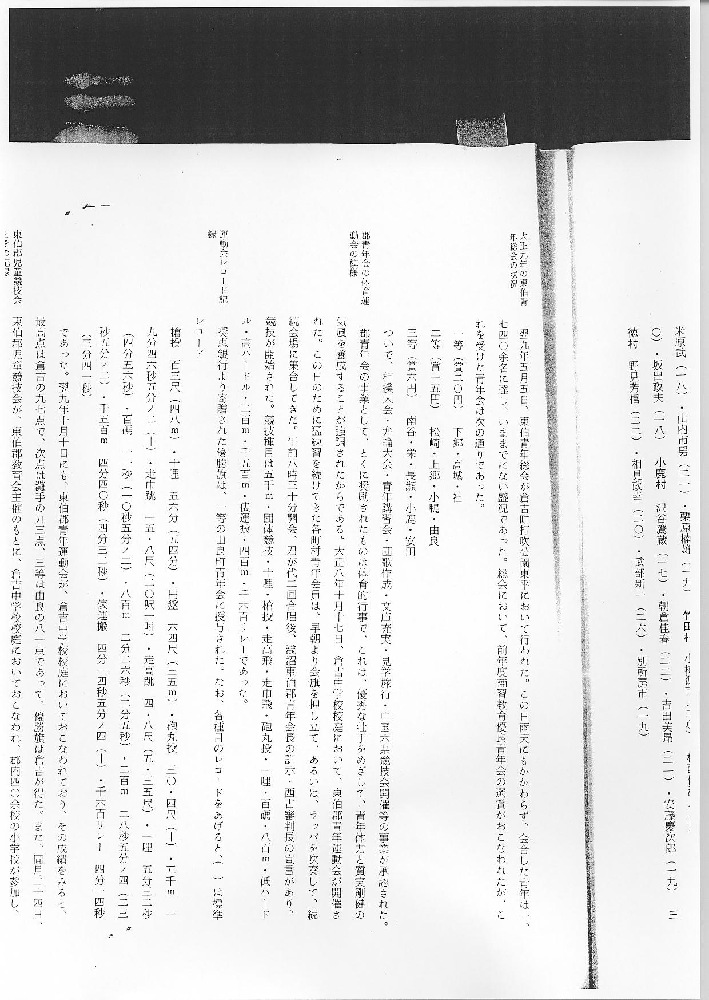 米原武（一八）・山内市男（二一）・栗原楠雄（一九）　竹田村
〇）・坂出政夫（一八）　小鹿村　沢谷鷹蔵（一七）・朝倉佳春（二二）・吉田美昂（二一）・安藤慶次郎（一九）　三
徳村　野見芳信（二二）・相見政幸（二〇）・武部新一（二六）・別所房市（一九）
大正九年の東伯青
年総会の状況
翌九年五月五日、東伯青年総会が倉吉町打吹公園東平において行われた。この日雨天にもかかわらず、会合した青年は一、
七四〇余名に達し、いままでにない盛況であった。総会において、前年度補習教育優良青年会の選賞がおこなわれたが、こ
れを受けた青年会は次の通りであった。
一等（賞二〇円）　下郷・高城・社
二等（賞一五円）　松崎・上郷・小鴨・由良
三等（賞六円）　南谷・栄・長瀬・小鹿・安田
ついで、相撲大会・弁論大会・青年講習会・団歌作成・文庫充実・見学旅行・中国六県競技会開催等の事業が承認された。
郡青年会の体育運
動会の模様
郡青年会の事業として、とくに奨励されたものは体育的行事で、これは、優秀な壮丁をめざして、青年体力と質実剛健の
気風を養成することが強調されたからである。大正八年十月十七日、倉吉中学校校庭において、東伯郡青年運動会が開催さ
れた。この日のために猛練習を続けてきた各町村青年会員は、早朝より会旗を押し立て、あるいは、ラッパを吹奏して、続
続会場に集合してきた。午前八時三十分開会、君が代二回合唱後、浅沼東伯郡青年会長の訓示・西古審判長の宣言があり、
競技が開始された。競技種目は五千ｍ・団体競技・十哩・槍投・走高飛・走巾飛・砲丸投・一哩・百碼・八百ｍ・低ハード
ル・高ハードル・二百ｍ・千五百ｍ・俵運搬・四百ｍ・千六百リレーであった。
運動会レコード記
録
奨恵銀行より寄贈された優勝旗は、一等の由良町青年会に授与された。なお、各種目のレコードをあげると、（　）は標準
レコード
槍投　百三尺（四八ｍ）・十哩　五六分（五四分）・円盤　六四尺（三五ｍ）・砲丸投　三〇・四尺（―）・五千ｍ　一
九分四六秒五分ノ二（―）・走巾跳　一五・八尺（二〇呎一吋）・走高跳　四・八尺（五・三五尺）・一哩　五分三二秒
（四分五六秒）・百碼　一一秒（一〇秒五分ノ二）・八百ｍ　二分二六秒（二分五秒）・二百ｍ　二八秒五分ノ四（二三
秒五分ノ二）・千五百ｍ　四分四〇秒（四分三二秒）・俵運搬　四分一四秒五分ノ四（―）・千六百リレー　四分一四秒
（三分四一秒）
であった。翌九年十月十日にも、東伯郡青年運動会が、倉吉中学校校庭においておこなわれており、その成績をみると、
最高点は倉吉の九七点で、次点は灘手の九三点、三等は由良の八一点であって、優勝旗は倉吉が得た。また、同月二十四日、
東伯郡児童競技会
とその記録
東伯郡児童競技会が、東伯郡教育会主催のもとに、倉吉中学校校庭においておこなわれ、郡内四〇余校の小学校が参加し、